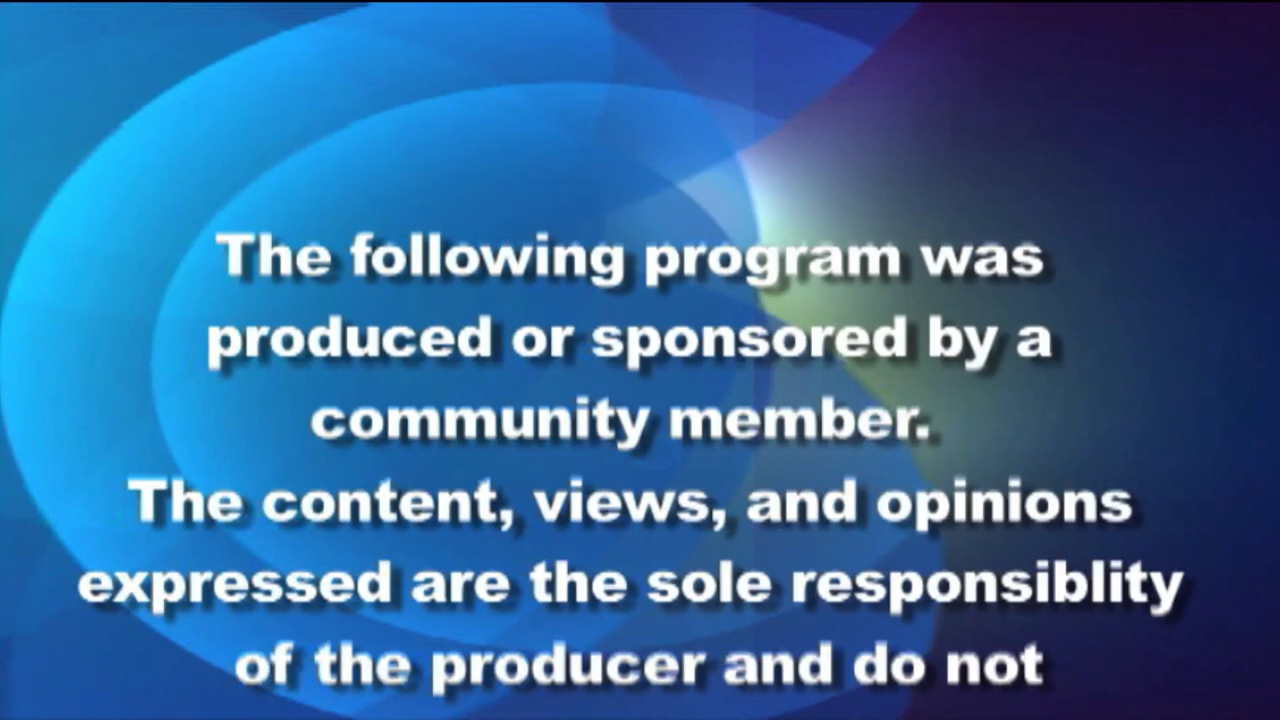 The following program was
produced or sponsored by a
community member.
The content, views, and opinions
expressed are the sole responsiblity
of the producer and do not